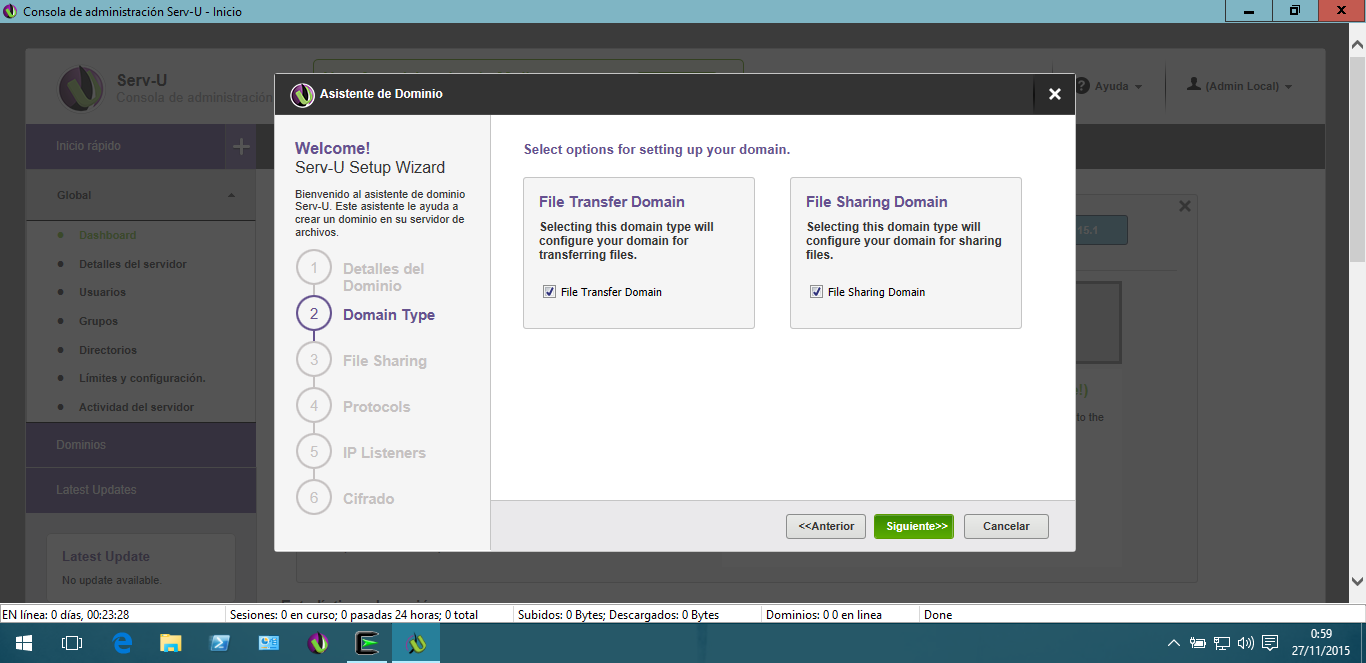 Consola de administración Serv-U - Inicio
Serv-U
Consola de administración
Ayuda
(Admin Local)
Inicio rápido
Global
Dashboard
Detalles del servidor
Usuarios
Grupos
Directorios
Límites y configuración.
Actividad del servidor
Dominios
Latest Updates
Latest Update
No update available.
15.1
to the
Asistente de Dominio
Welcome!
Serv-U Setup Wizard
Bienvenido al asistente de dominio
Serv-U. Este asistente le ayuda a
crear un dominio en su servidor de
archivos.
1
Detalles del
Dominio
2
Domain Type
3
File Sharing
4
Protocols
5
IP Listeners
6
Cifrado
Select options for setting up your domain.
File Transfer Domain
Selecting this domain type will
configure your domain for
transferring files.
File Transfer Domain
File Sharing Domain
Selecting this domain type will
configure your domain for sharing
files.
File Sharing Domain
<<Anterior
Siguiente>>
Cancelar
EN línea: 0 días, 00:23:28
Sesiones: 0 en curso; 0 pasadas 24 horas; 0 total
Subidos: 0 Bytes; Descargados: 0 Bytes
Dominios: 0 0 en linea
Done
0:59
27/11/2015